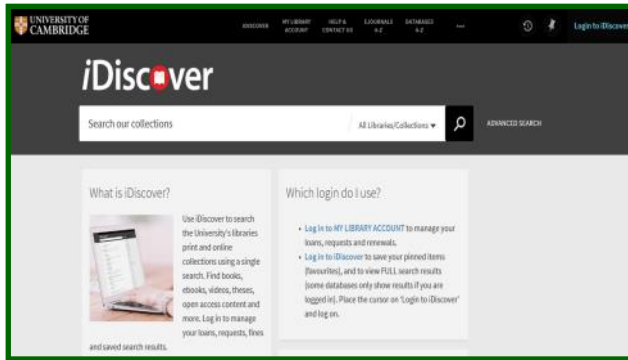 UNIVERSITY OF
CAMBRIDGE
IDISCOVER
MY LIBRARY
ACCOUNT
HELP &
CONTACT US
EJOURNALS
A-Z
DATABASES
A-Z
...
Login to iDiscover
iDiscover
Search our collections
All Libraries/Collections
ADVANCED SEARCH
What is iDiscover?
Use iDiscover to search
the University's libraries
print and online
collections using a single
search. Find books,
ebooks, videos, theses,
open access content and
more. Log in to manage
your loans, requests, fines
and saved search results.
Which login do I use?
• Log in to MY LIBRARY ACCOUNT to manage your
loans, requests and renewals.
• Log in to iDiscover to save your pinned items
(favourites), and to view FULL search results
(some databases only show results if you are
logged in). Place the cursor on 'Login to iDiscover'
and log on.